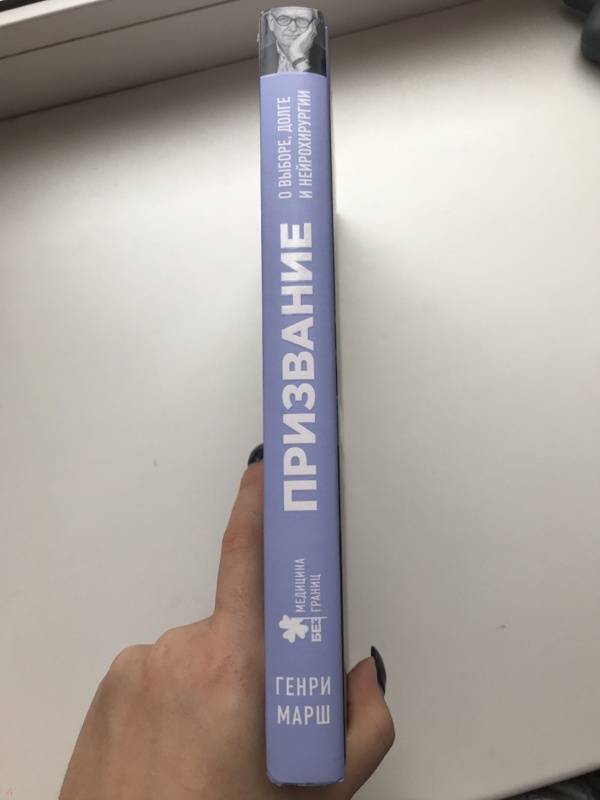 ГЕНРИ
МАРШ
МЕДИЦИНА
БЕЗ ГРАНИЦ
ПРИЗВАНИЕ
О ВЫБОРЕ, ДОЛГЕ
И НЕЙРОХИРУРГИИ